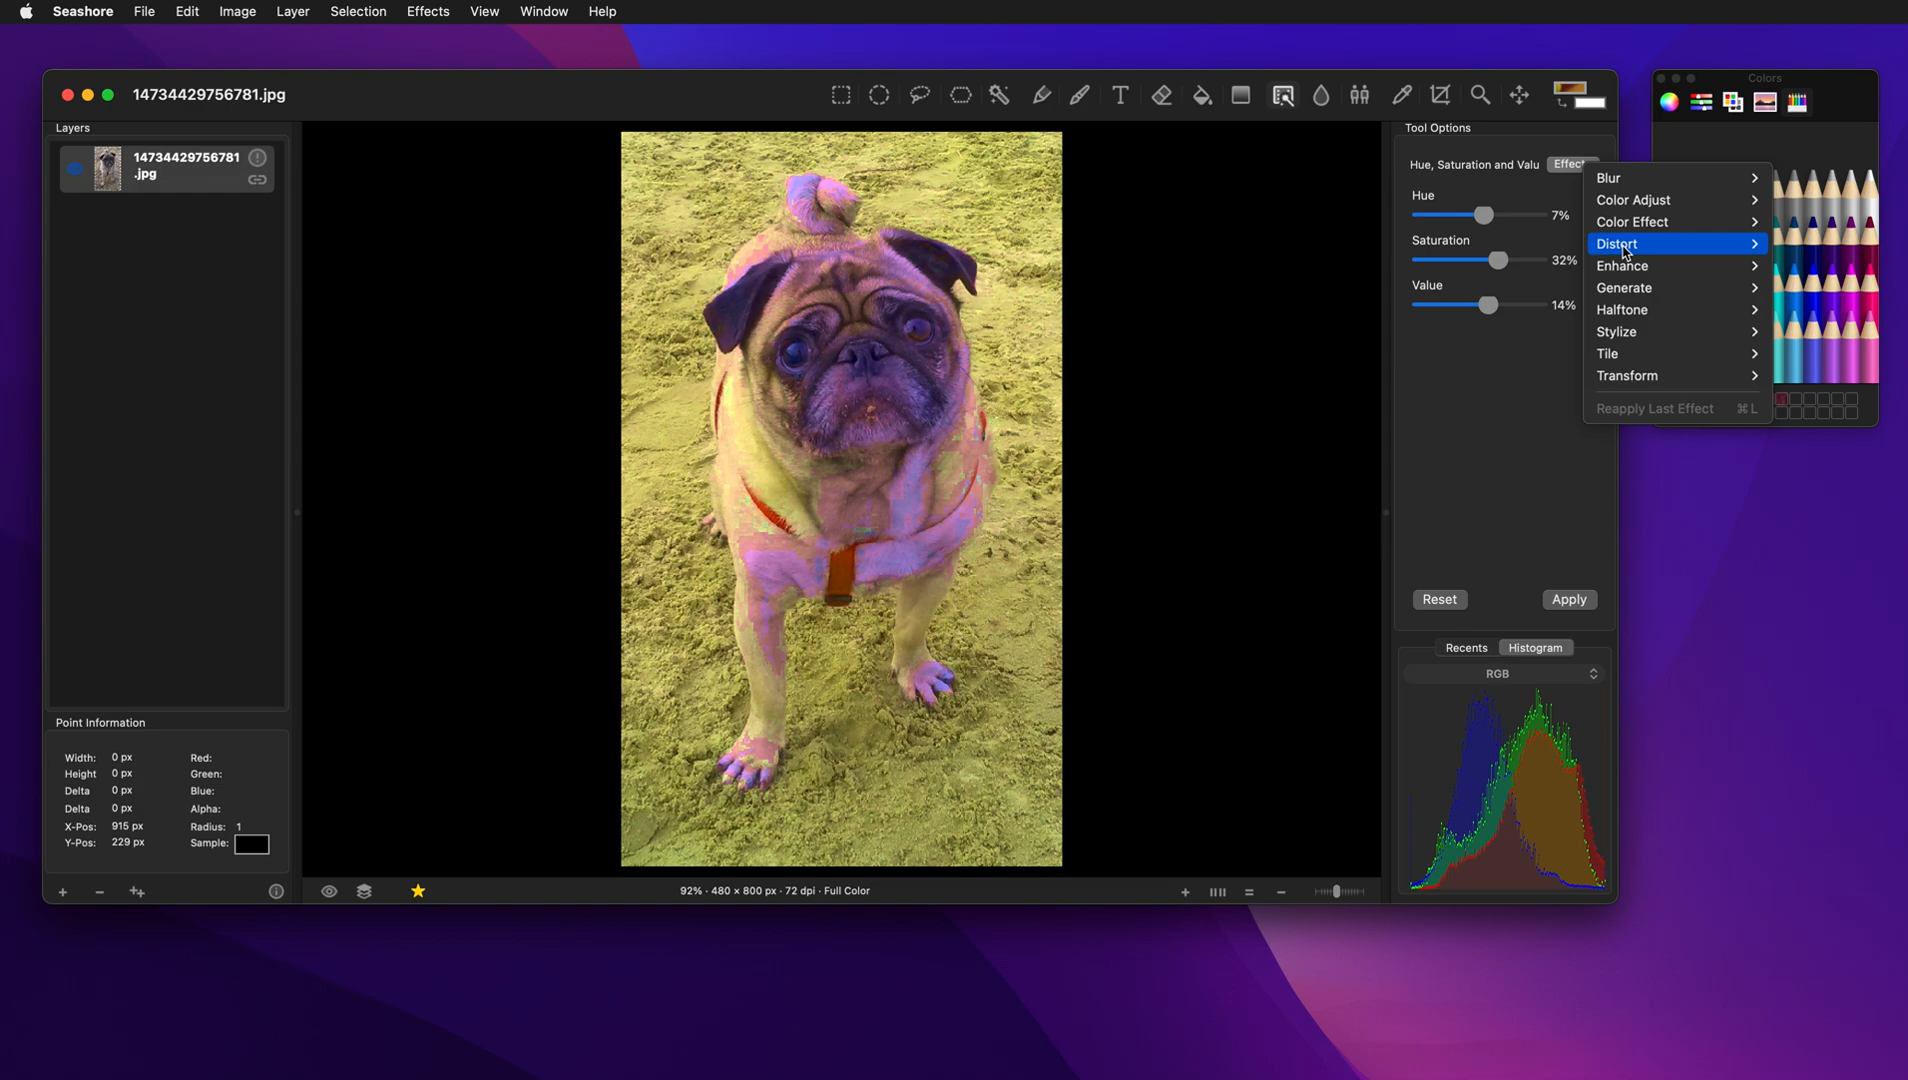 Seashore File Edit Image Layer Selection Effects View Window Help
14734429756781.jpg
Colors
Layers
14734429756781
.jpg
Tool Options
Hue, Saturation and Valu Effect
Hue
7%
Saturation
32%
Value
14%
Blur
Color Adjust
Color Effect
Distort
Enhance
Generate
Halftone
Stylize
Tile
Transform
Reapply Last Effect ⌘L
Reset Apply
Recents Histogram
RGB
Point Information
Width: 0 px Red:
Height 0 px Green:
Delta 0 px Blue:
Delta 0 px Alpha:
X-Pos: 915 px Radius: 1
Y-Pos: 229 px Sample:
92% · 480 × 800 px · 72 dpi · Full Color